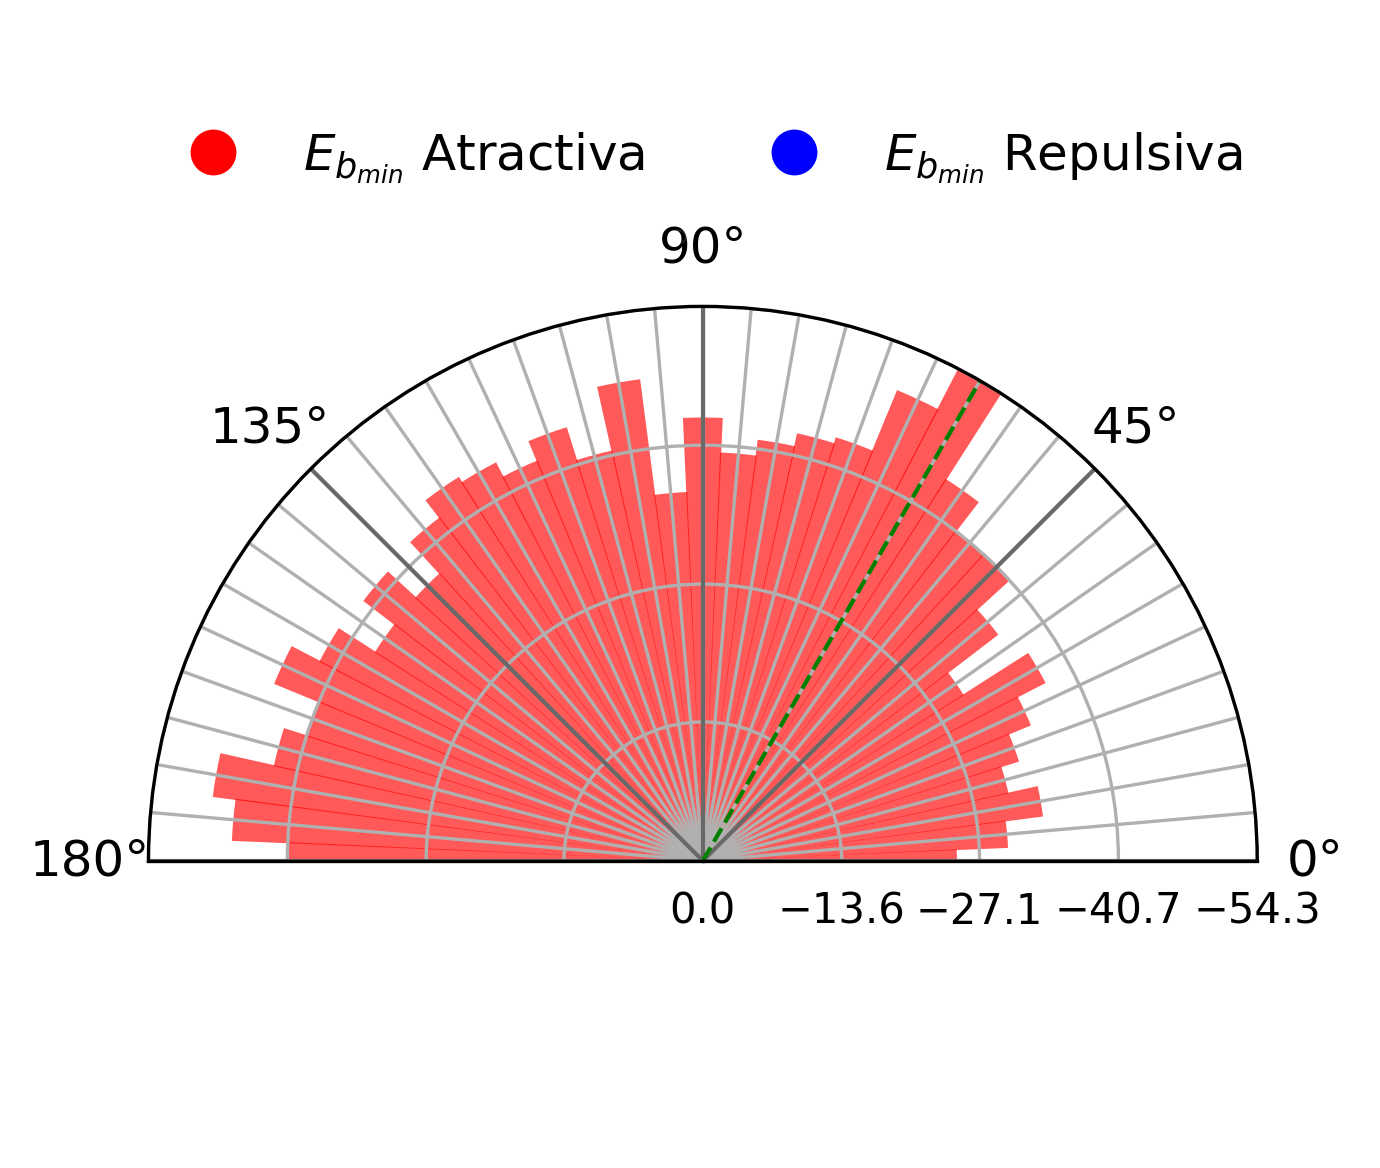 E_{b_{min}} Atractiva E_{b_{min}} Repulsiva
90°
135° 45°
180° 0°
0.0 −13.6 −27.1 −40.7 −54.3